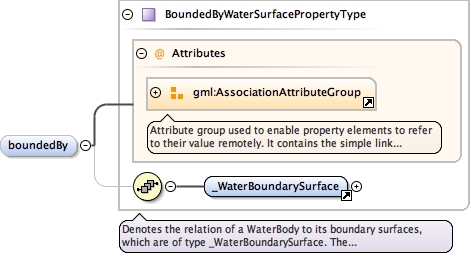 BoundedByWaterSurfacePropertyType
@ Attributes
gml:AssociationAttributeGroup
Attribute group used to enable property elements to refer
to their value remotely. It contains the simple link...
boundedBy
_WaterBoundarySurface
Denotes the relation of a WaterBody to its boundary surfaces,
which are of type _WaterBoundarySurface. The...